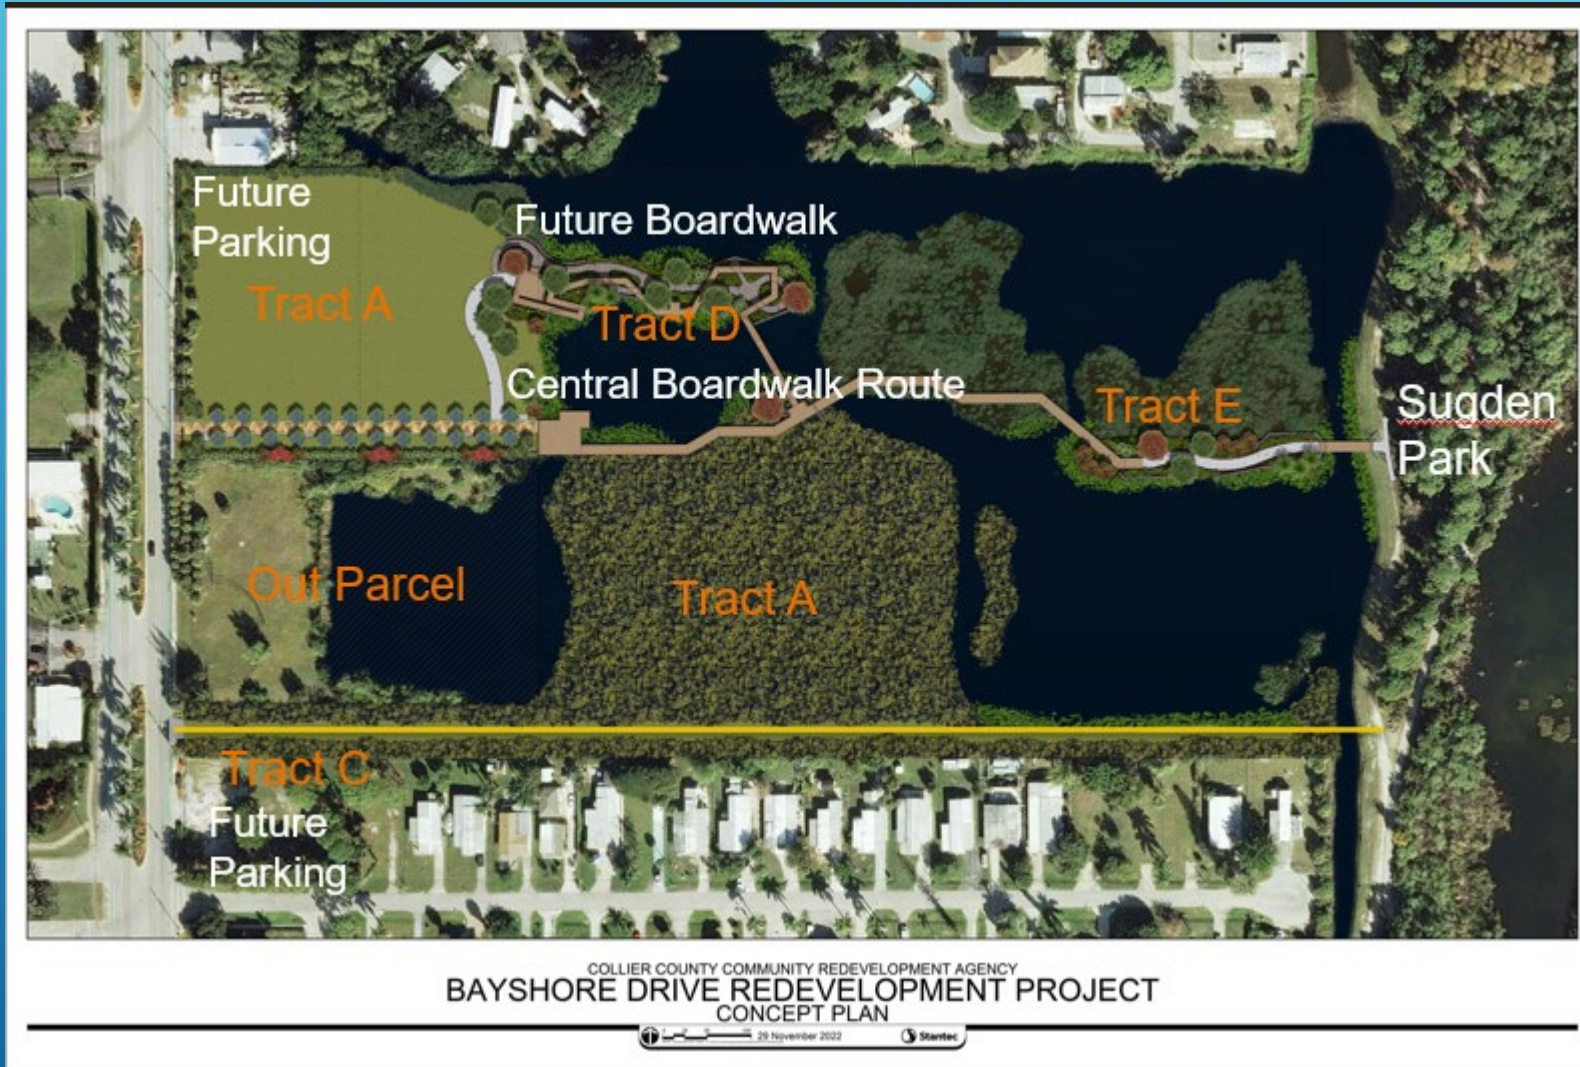 Future
Parking
Tract A
Future Boardwalk
Tract D
Central Boardwalk Route
Tract E
Sugden
Park
Out Parcel
Tract A
Tract C
Future
Parking
COLLIER COUNTY COMMUNITY REDEVELOPMENT AGENCY
BAYSHORE DRIVE REDEVELOPMENT PROJECT
CONCEPT PLAN
29 November 2022
Stantec